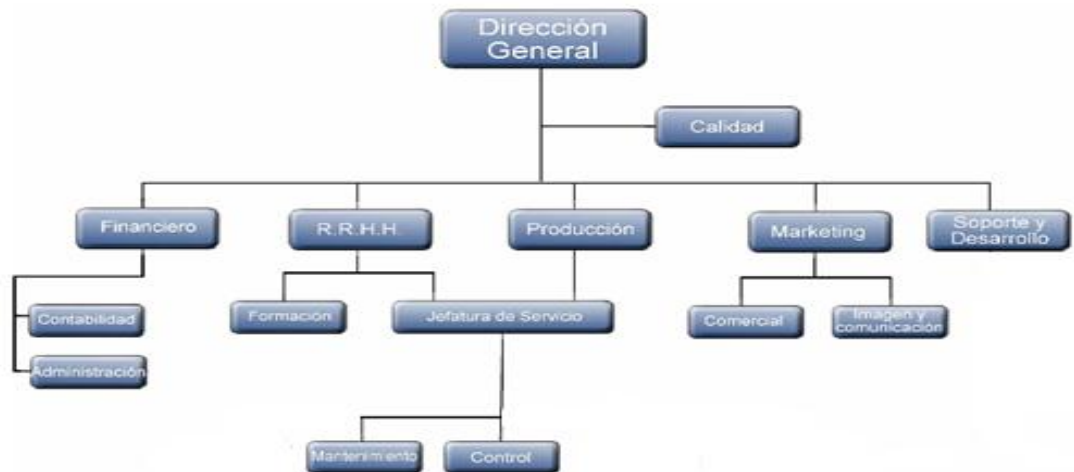 Dirección
General
Calidad
Financiero
R.R.H.H.
Producción
Marketing
Soporte y
Desarrollo
Contabilidad
Administración
Formación
Jefatura de Servicio
Comercial
Imagen y
comunicación
Mantenimiento
Control